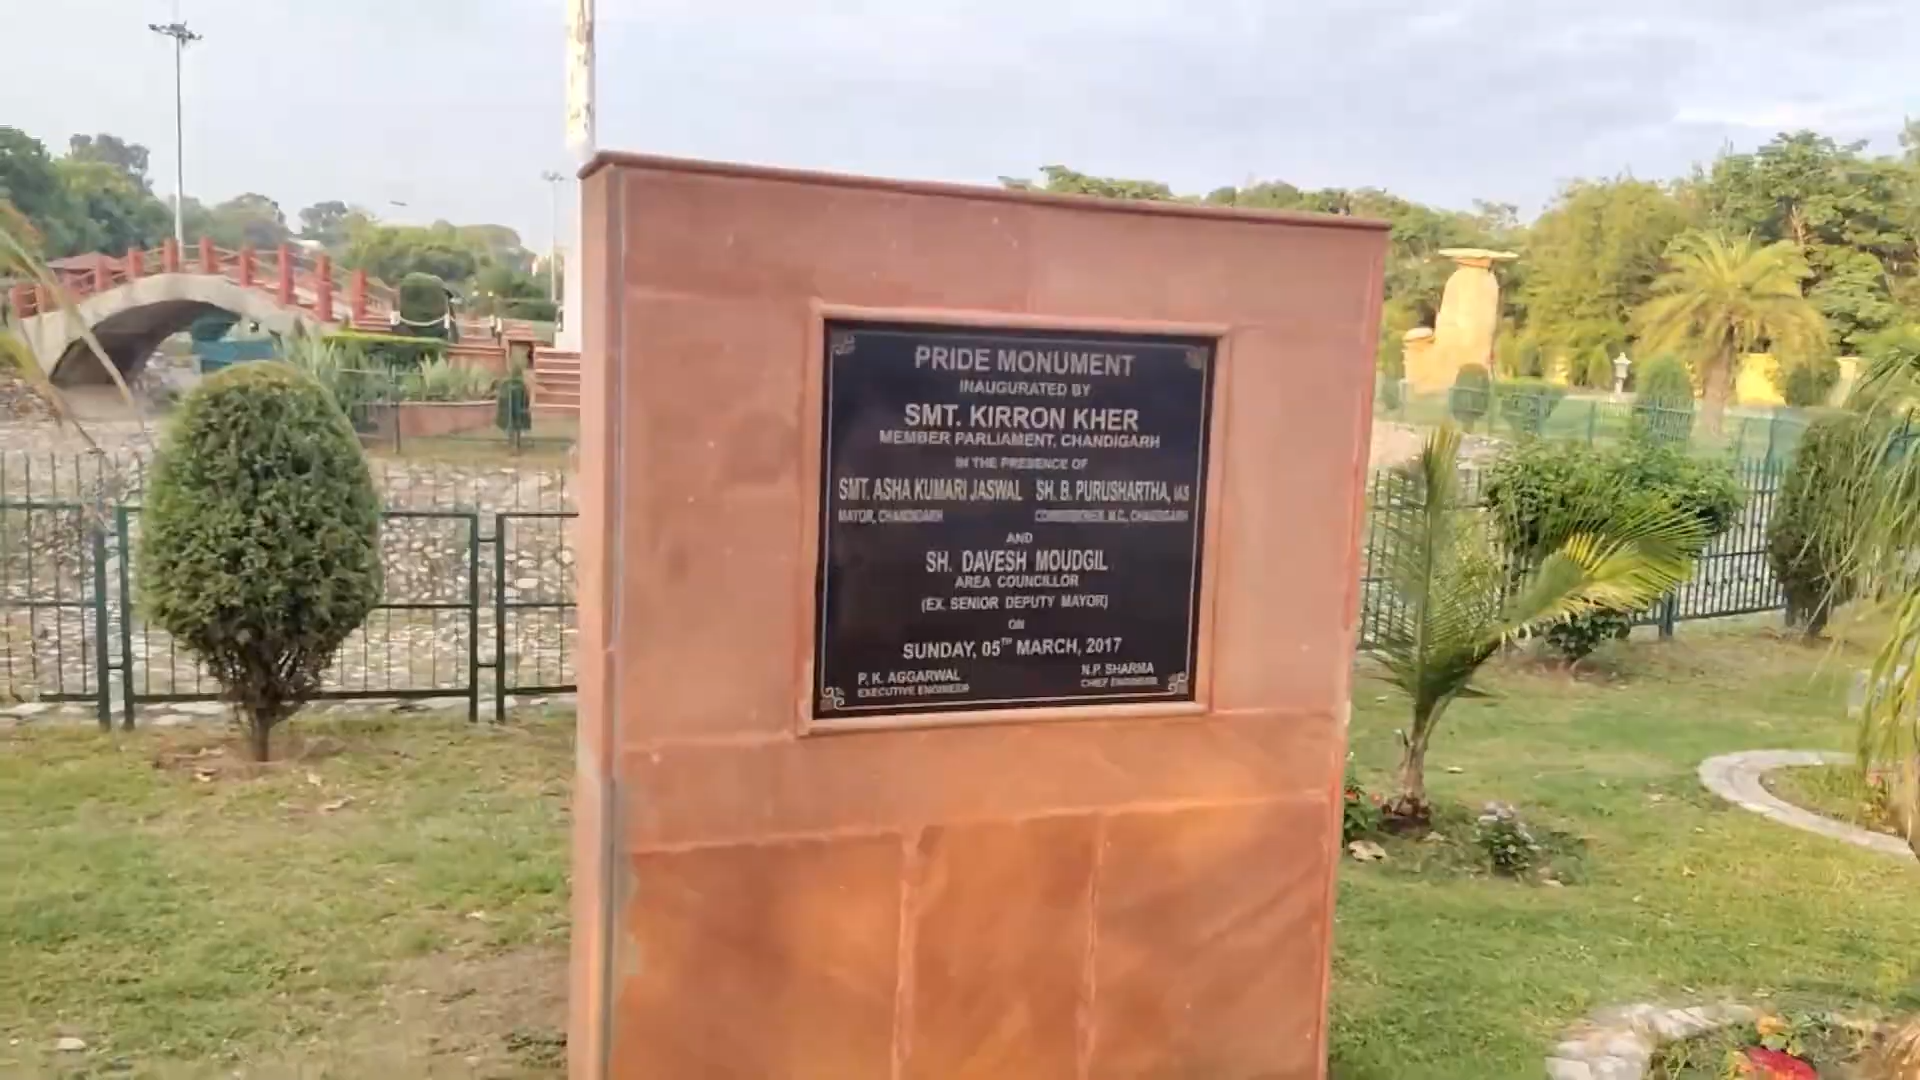 PRIDE MONUMENT
INAUGURATED BY
SMT. KIRRON KHER
MEMBER PARLIAMENT, CHANDIGARH
IN THE PRESENCE OF
SMT. ASHA KUMARI JASWAL SH. B. PURUSHARTHA, IAS
MAYOR, CHANDIGARH COMMISSIONER, M.C., CHANDIGARH
AND
SH. DAVESH MOUDGIL
AREA COUNCILLOR
(EX. SENIOR DEPUTY MAYOR)
ON
SUNDAY, 05TH MARCH, 2017
P. K. AGGARWAL N.P. SHARMA
EXECUTIVE ENGINEER CHIEF ENGINEER